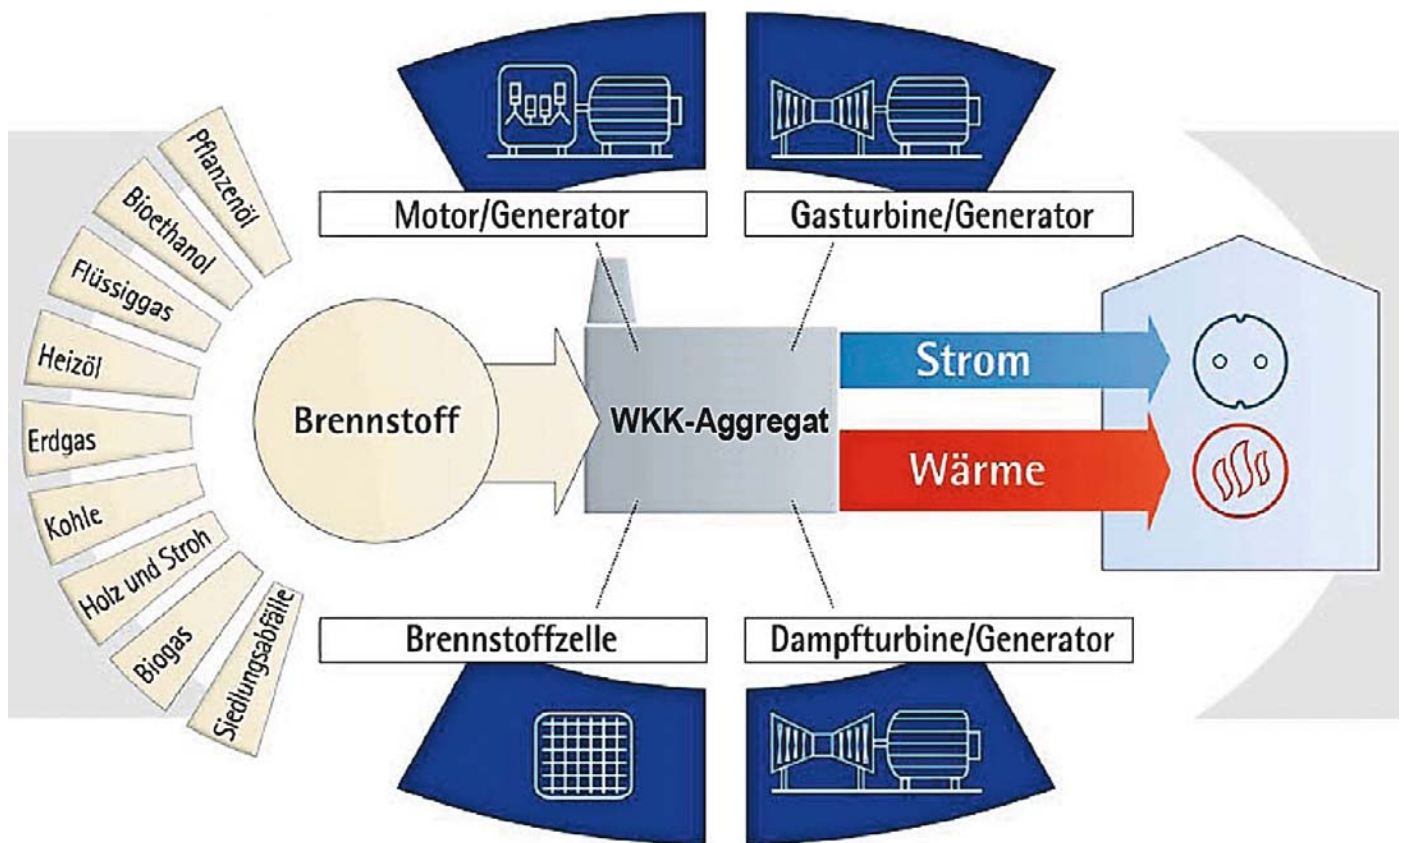 Pflanzenöl
Bioethanol
Flüssiggas
Heizöl
Erdgas
Kohle
Holz und Stroh
Biogas
Siedlungsabfälle
Brennstoff
Motor/Generator
Gasturbine/Generator
WKK-Aggregat
Strom
Wärme
Brennstoffzelle
Dampfturbine/Generator